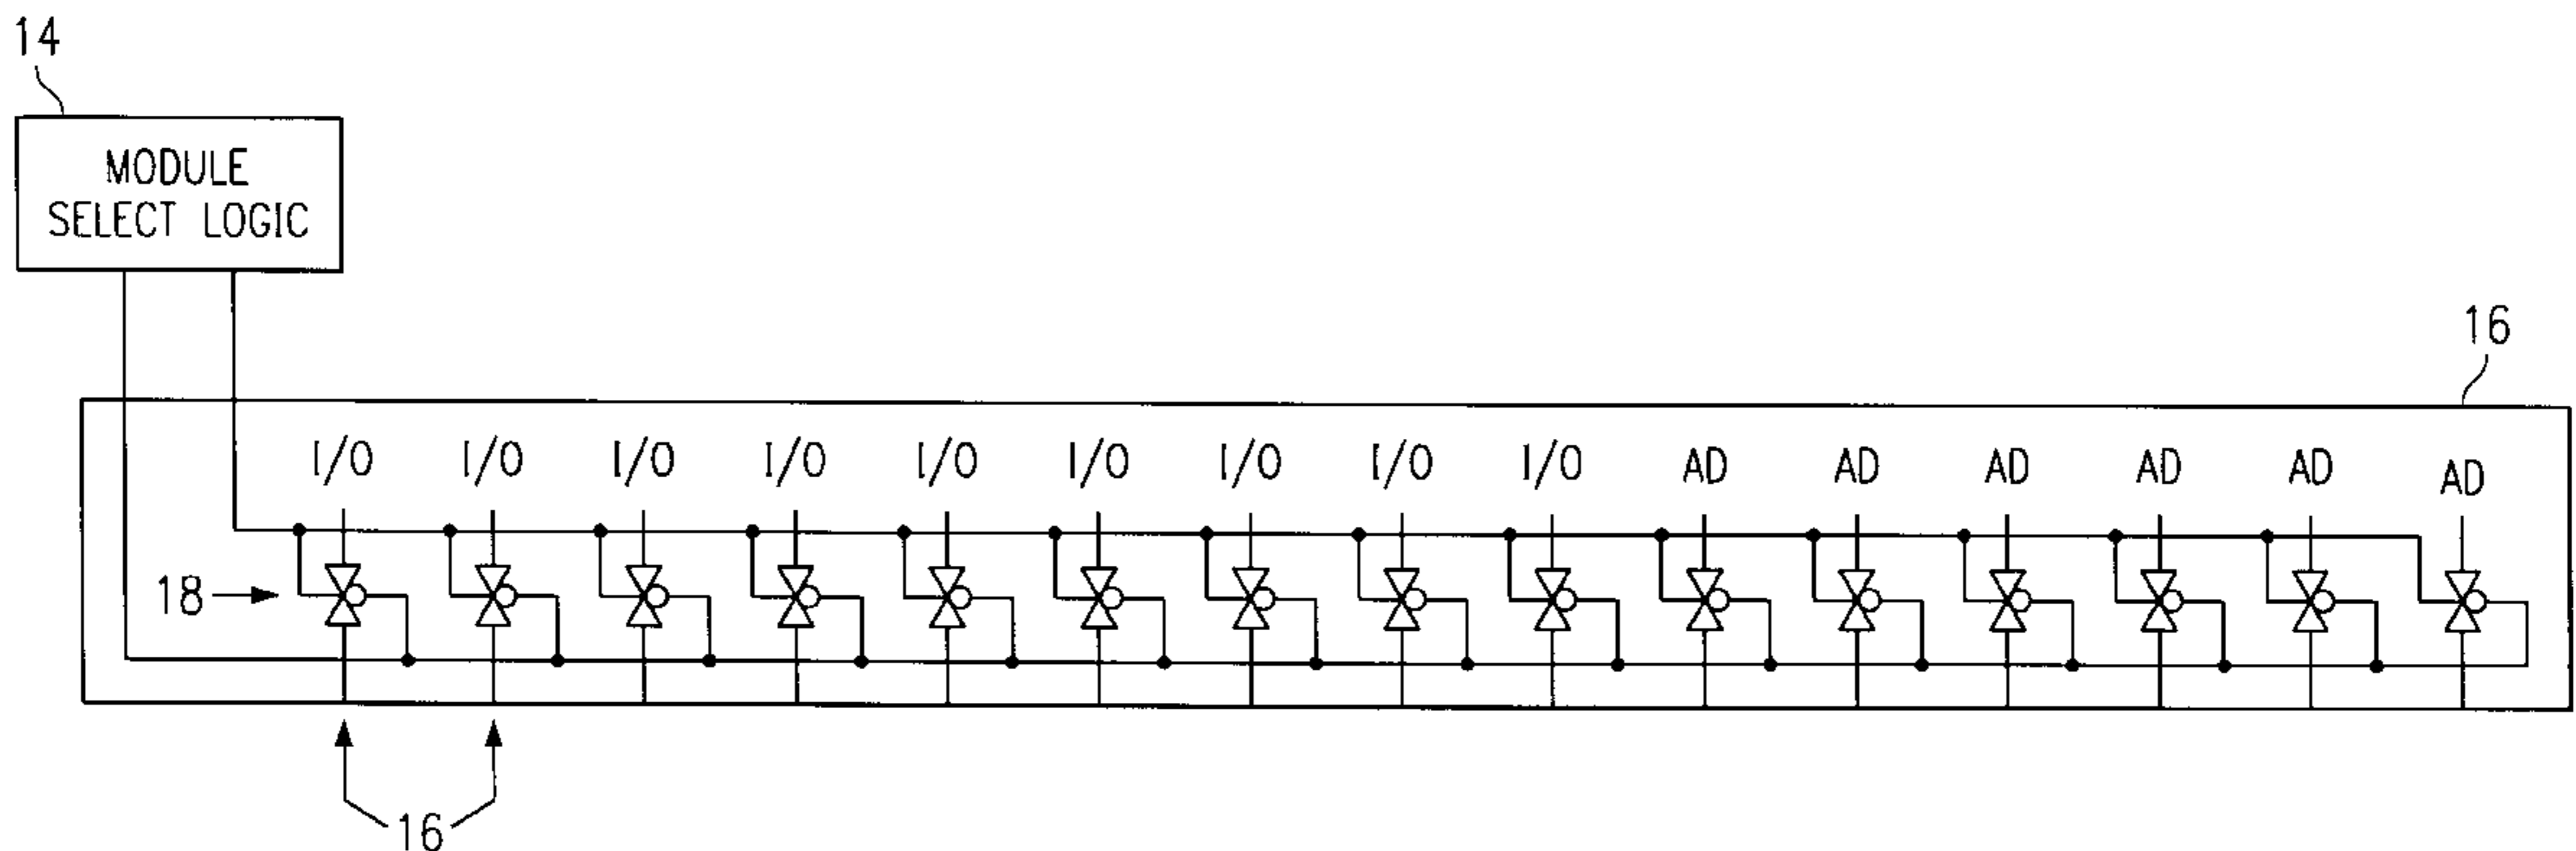 14
MODULE
SELECT LOGIC
16
I/O I/O I/O I/O I/O I/O I/O I/O I/O AD AD AD AD AD AD
18
16